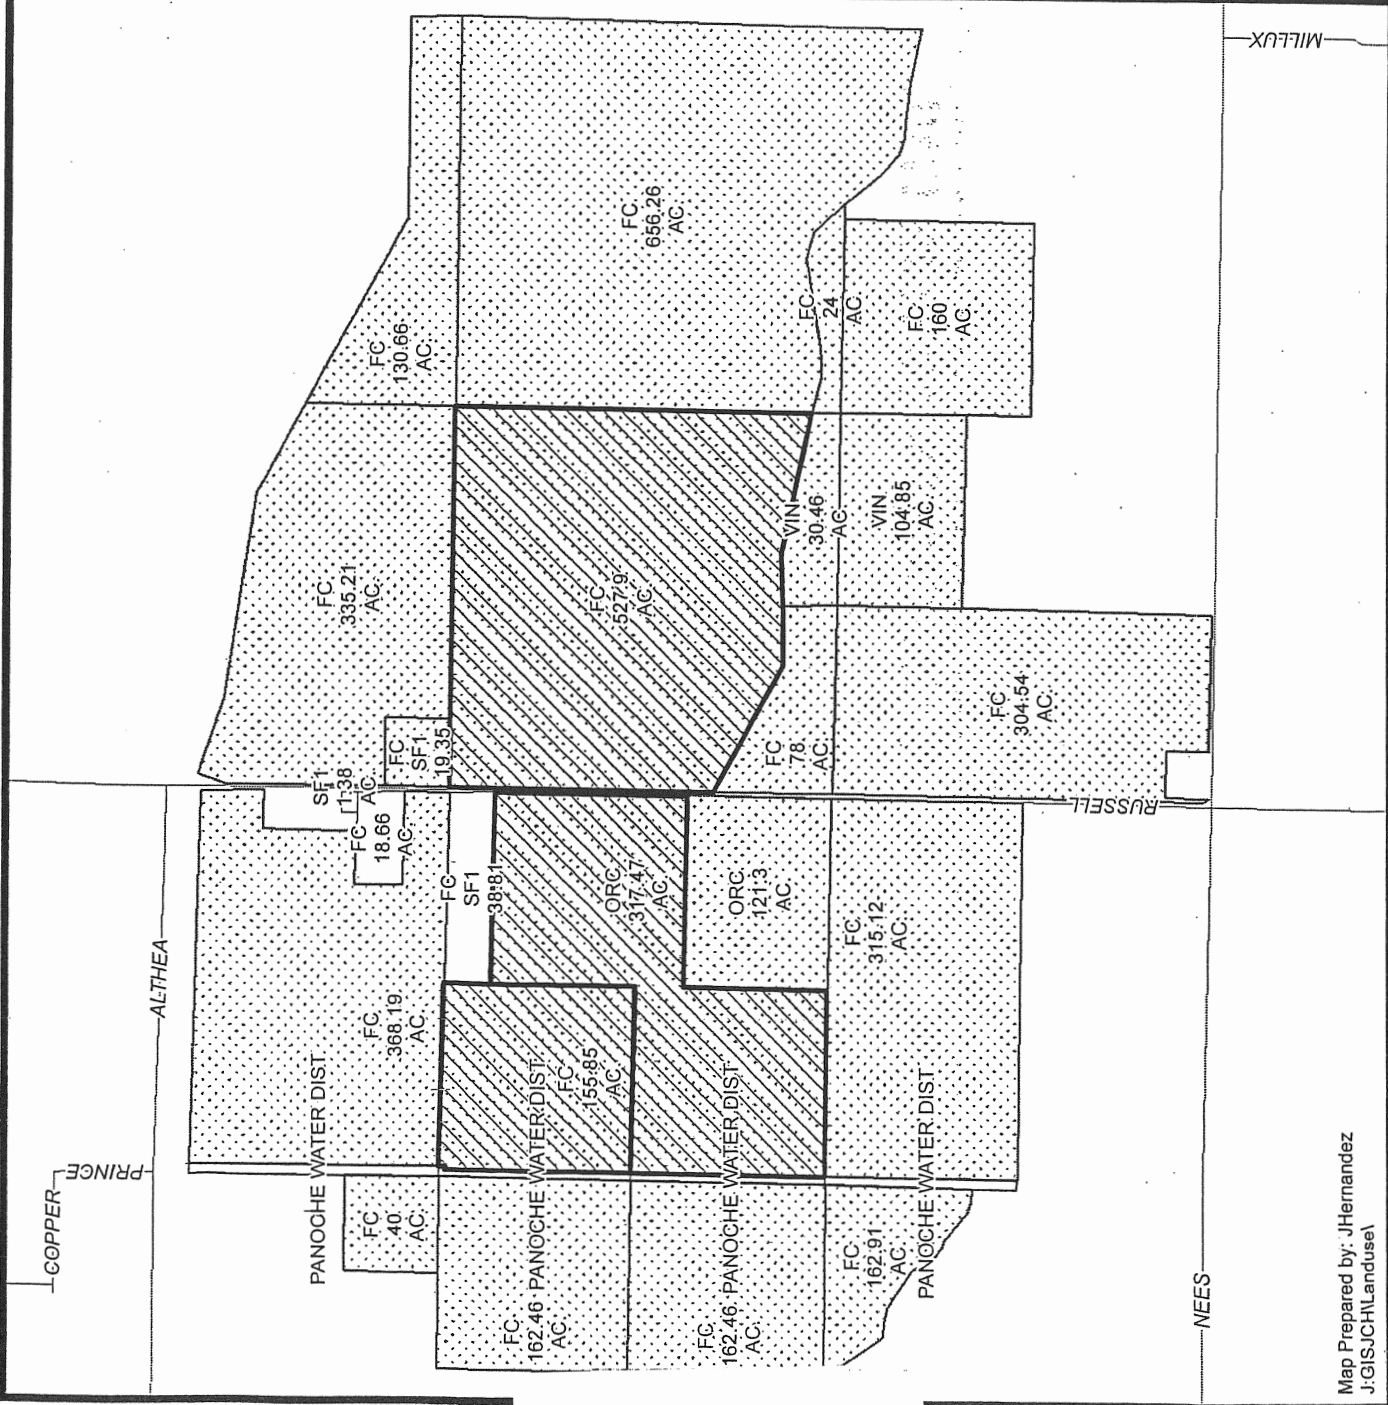 COPPER
PRINCE
ALTHEA
PANOCHE WATER DIST
FC
40
AC.
FC
368.19
AC.
SF1
1.38
AC
FC
18.66
AC.
FC
SF1
19.35
FC
335.21
AC.
FC
130.66
AC.
FC
SF1
38.81
FC.
162.46
AC.
PANOCHE WATER DIST
FC
155.85
AC.
ORC
317.47
AC.
FC
527.9
AC.
FC
656.26
AC.
FC
162.46
AC.
PANOCHE WATER DIST
ORC
121.3
AC.
FC
78
AC.
VIN
30.46
AC
FC
24
AC.
FC
162.91
AC.
PANOCHE WATER DIST
FC
315.12
AC.
VIN
104.85
AC.
FC
160
AC.
FC
304.54
AC.
RUSSELL
NEES
MILLUX
Map Prepared by: JHernandez
J:GISJCH\Landuse\